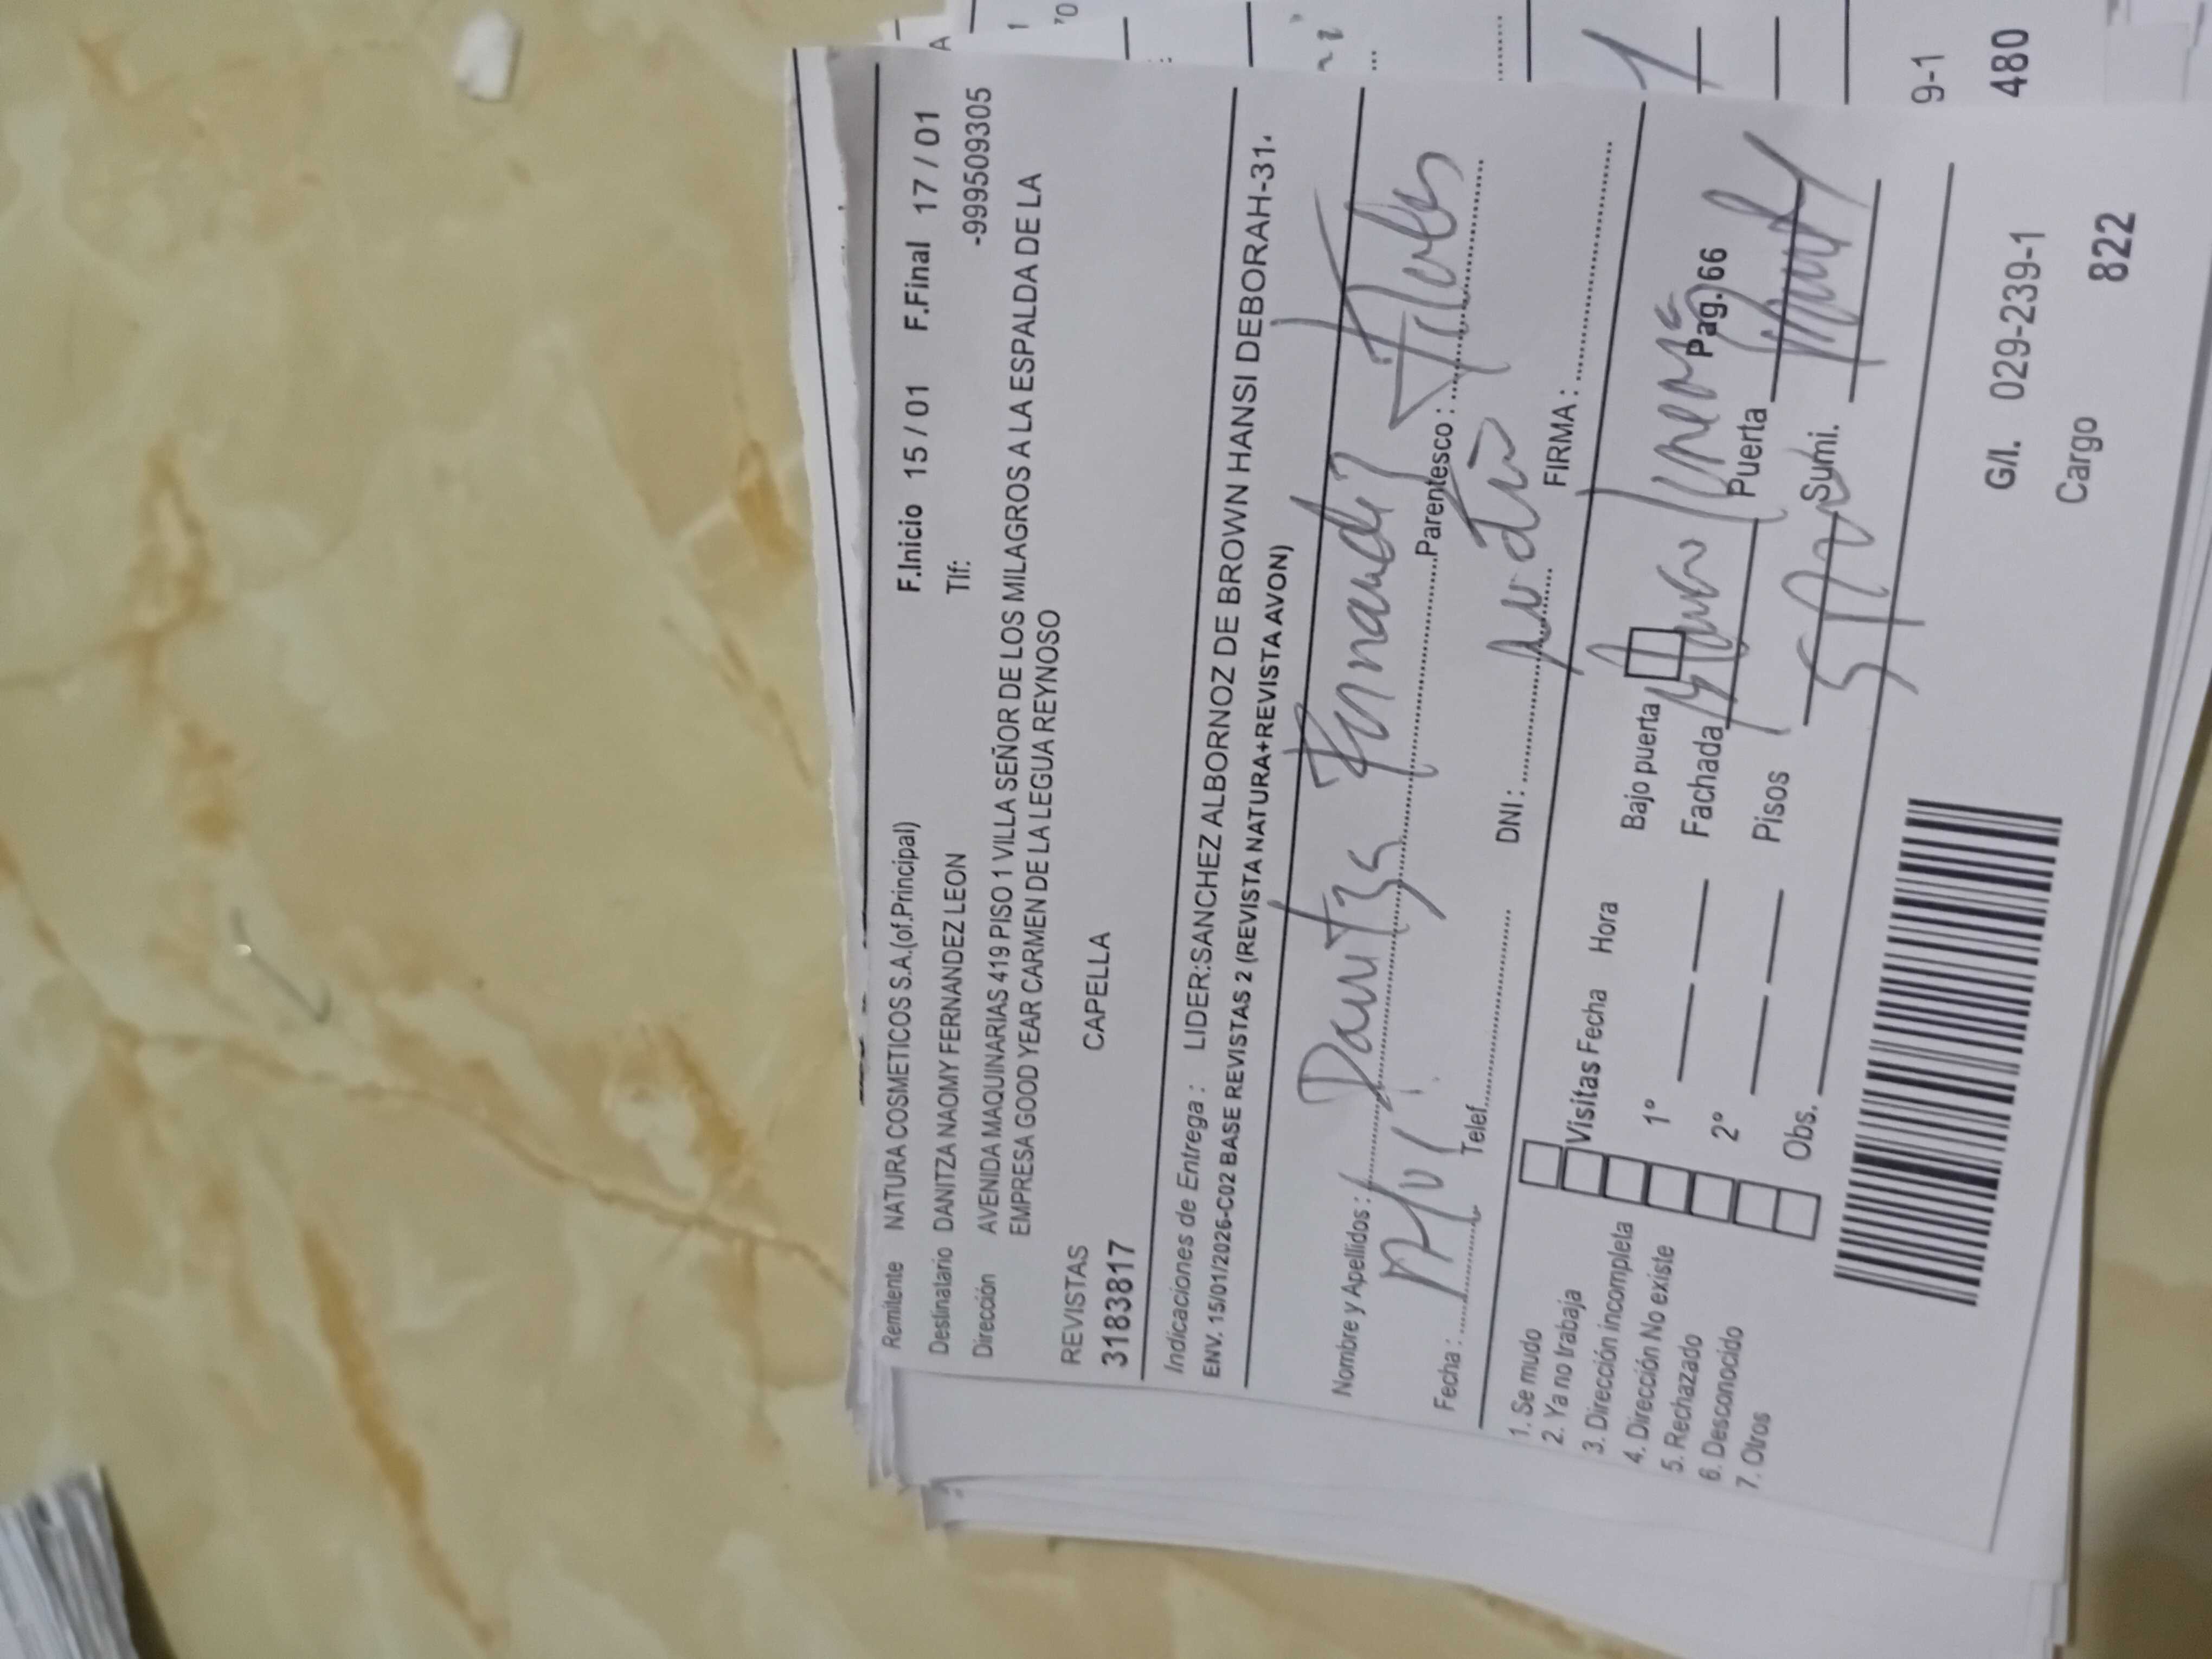 Remitente NATURA COSMETICOS S.A.(of.Principal) F.Inicio 15 / 01 F.Final 17 / 01
Destinatario DANITZA NAOMY FERNANDEZ LEON Tlf: -999509305
Dirección AVENIDA MAQUINARIAS 419 PISO 1 VILLA SEÑOR DE LOS MILAGROS A LA ESPALDA DE LA
EMPRESA GOOD YEAR CARMEN DE LA LEGUA REYNOSO
REVISTAS CAPELLA
3183817
Indicaciones de Entrega : LIDER:SANCHEZ ALBORNOZ DE BROWN HANSI DEBORAH-31.
ENV. 15/01/2026-C02 BASE REVISTAS 2 (REVISTA NATURA+REVISTA AVON)
Nombre y Apellidos : Danitza Fernandez
Fecha : Telef. Parentesco :
DNI : FIRMA :
1. Se mudo
2. Ya no trabaja
3. Dirección incompleta
4. Dirección No existe
5. Rechazado
6. Desconocido
7. Otros
Visitas Fecha Hora Bajo puerta
1º Fachada Puerta Pag. 66
2º Pisos Sumi.
Obs.
G/l. 029-239-1
Cargo 822
9-1
480